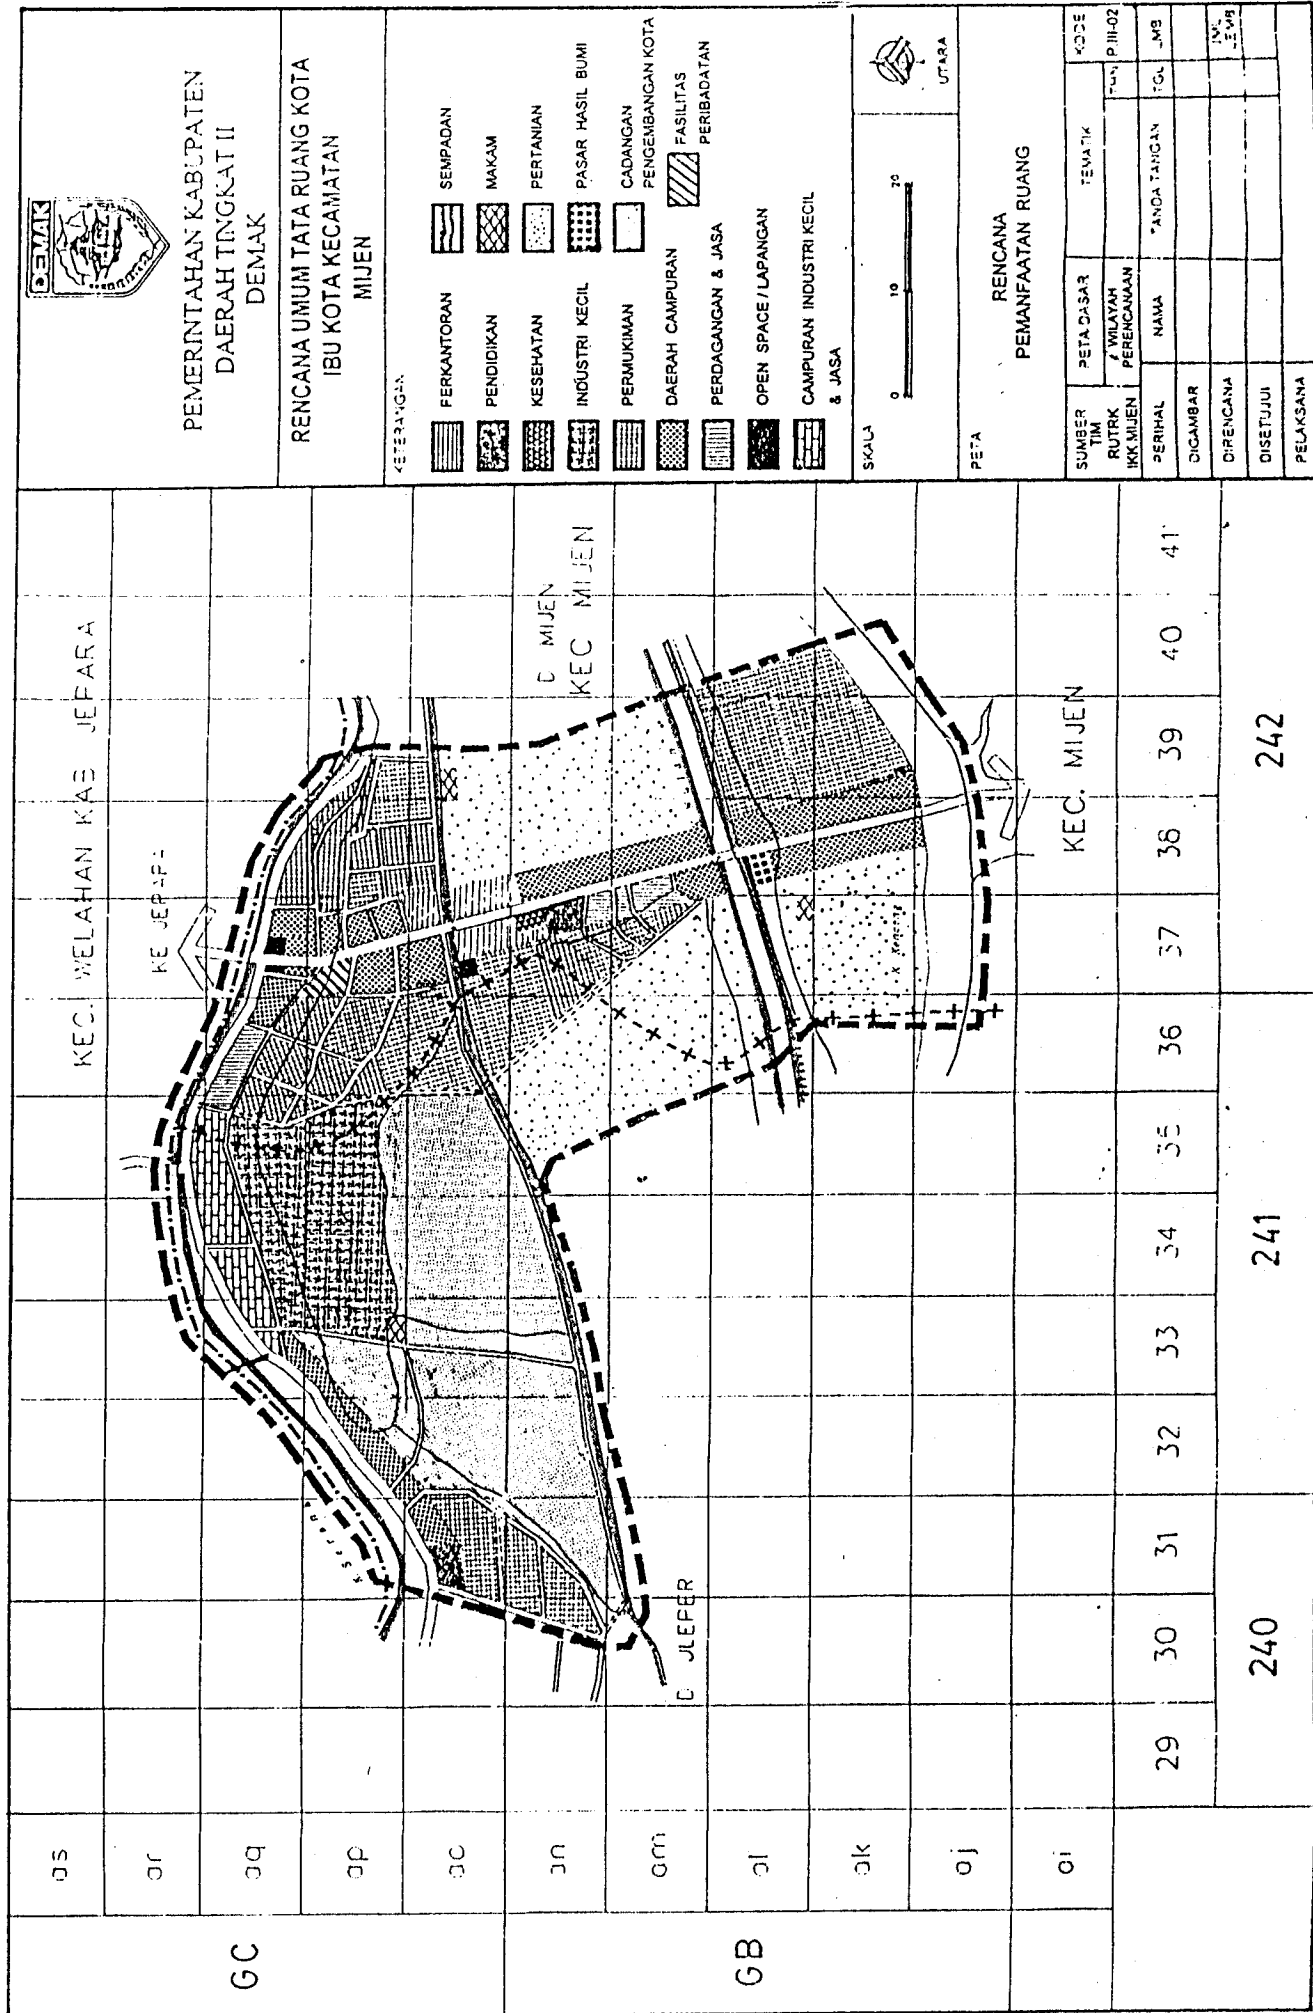 DEMAK
PEMERINTAHAN KABUPATEN
DAERAH TINGKAT II
DEMAK
RENCANA UMUM TATA RUANG KOTA
IBU KOTA KECAMATAN
MIJEN
KETERANGAN
PERKANTORAN
PENDIDIKAN
KESEHATAN
INDUSTRI KECIL
PERMUKIMAN
DAERAH CAMPURAN
PERDAGANGAN & JASA
OPEN SPACE / LAPANGAN
CAMPURAN INDUSTRI KECIL
& JASA
SEMPADAN
MAKAM
PERTANIAN
PASAR HASIL BUMI
CADANGAN
PENGEMBANGAN KOTA
FASILITAS
PERIBADATAN
SKALA
0 10 20
UTARA
PETA
RENCANA
PEMANFAATAN RUANG
SUMBER
TIM
RUTRK
IKK.MIJEN
PETA DASAR
WILAYAH
PERENCANAAN
TEMATIK
KODE
P.III-02
PERIHAL NAMA TANDA TANGAN TGL
DIGAMBAR
DIRENCANA
DISETUJUI
PELAKSANA
KEC. WELAHAN KAB JEPARA
KE JEPARA
D MIJEN
KEC MIJEN
KEC. MIJEN
D JLEPER
as
ar
aq
ap
ao
an
am
al
ak
aj
ai
GC
GB
29 30 31 32 33 34 35 36 37 38 39 40 41
240 241 242